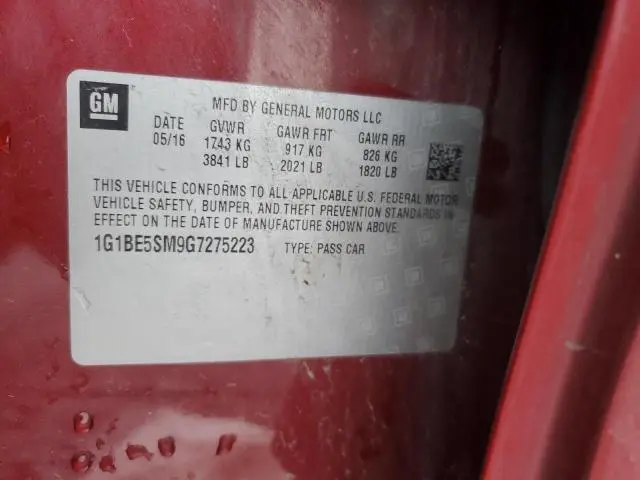 GM
MFD BY GENERAL MOTORS LLC
DATE GVWR GAWR FRT GAWR RR
05/16 1743 KG 917 KG 826 KG
3841 LB 2021 LB 1820 LB
THIS VEHICLE CONFORMS TO ALL APPLICABLE U.S. FEDERAL MOTOR
VEHICLE SAFETY, BUMPER, AND THEFT PREVENTION STANDARDS IN
EFFECT ON THE DATE OF MANUFACTURE SHOWN ABOVE.
1G1BE5SM9G7275223 TYPE: PASS CAR